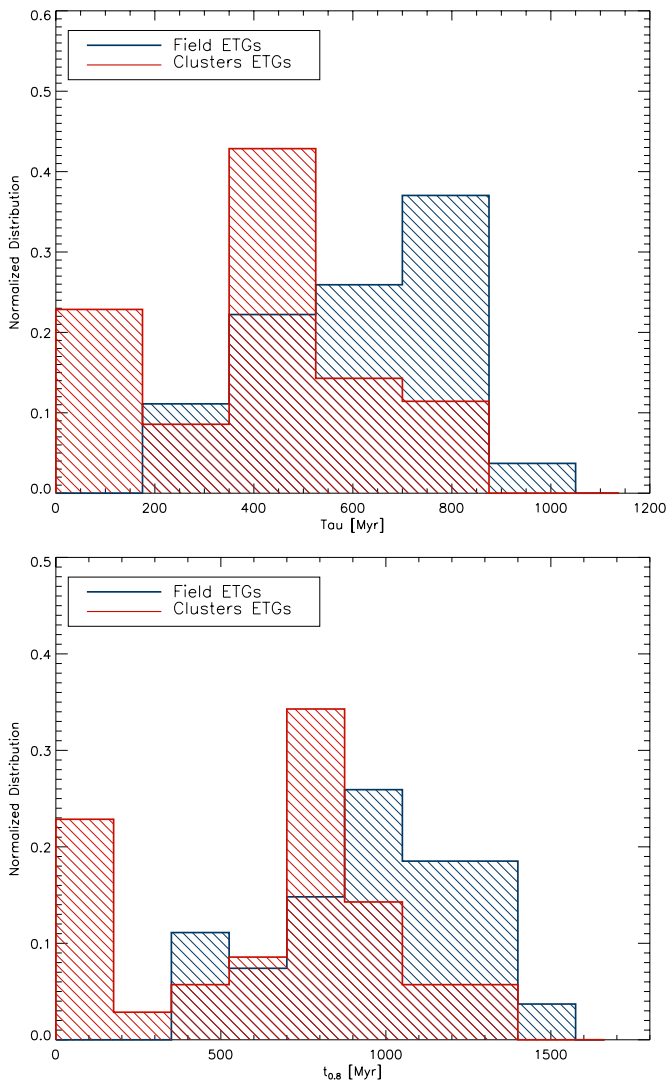 0.6
Field ETGs
Clusters ETGs
0.5
0.4
0.3
0.2
0.1
0.0
Normalized Distribution
0 200 400 600 800 1000 1200
Tau [Myr]
0.5
Field ETGs
Clusters ETGs
0.4
0.3
0.2
0.1
0.0
Normalized Distribution
0 500 1000 1500
t0.8 [Myr]